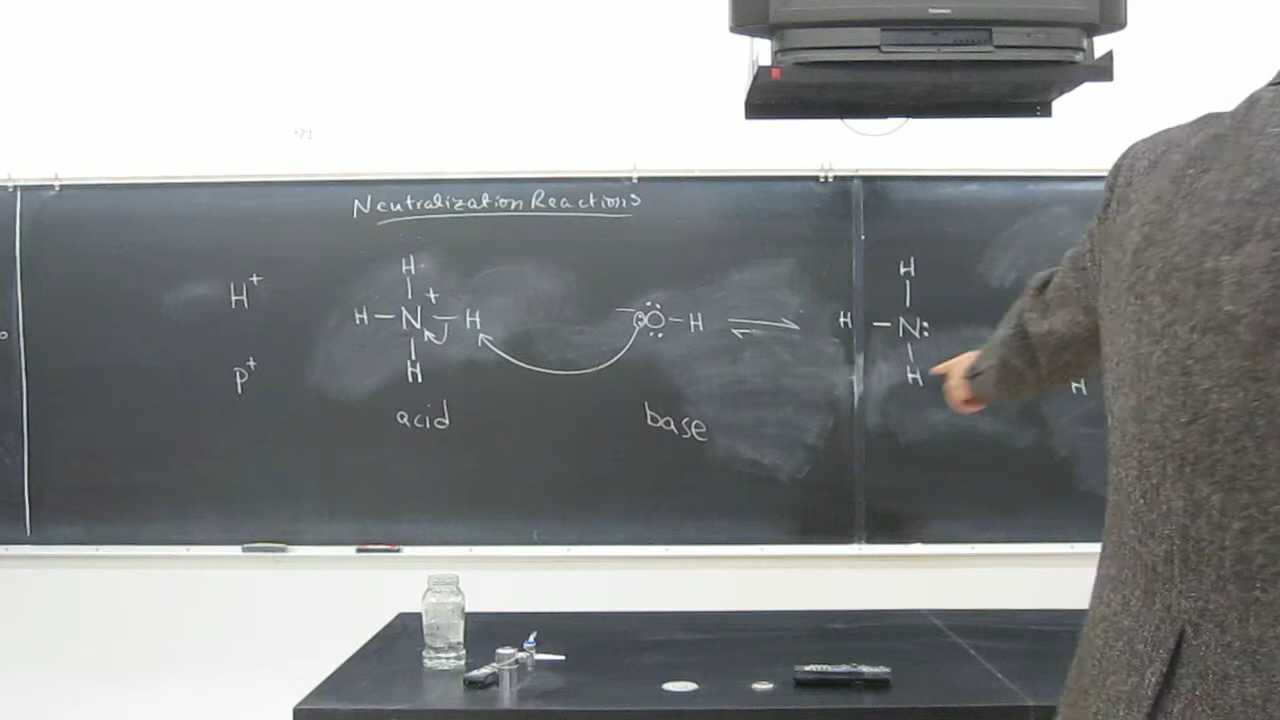 Neutralization Reactions
H⁺
P⁺
H
H – N⁺ – H
H
acid
:Ö – H
base
⇌
H
H – N:
H
H